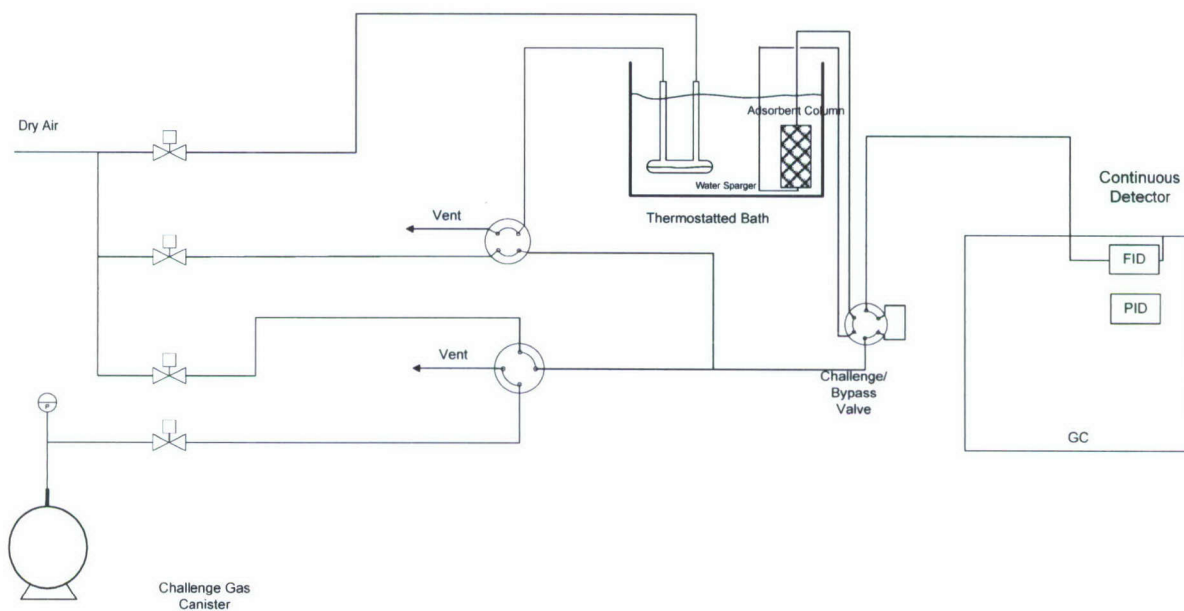 Dry Air
Adsorbent Column
Water Sparger
Thermostatted Bath
Continuous
Detector
Vent
FID
PID
Vent
Challenge/
Bypass
Valve
P
GC
Challenge Gas
Canister